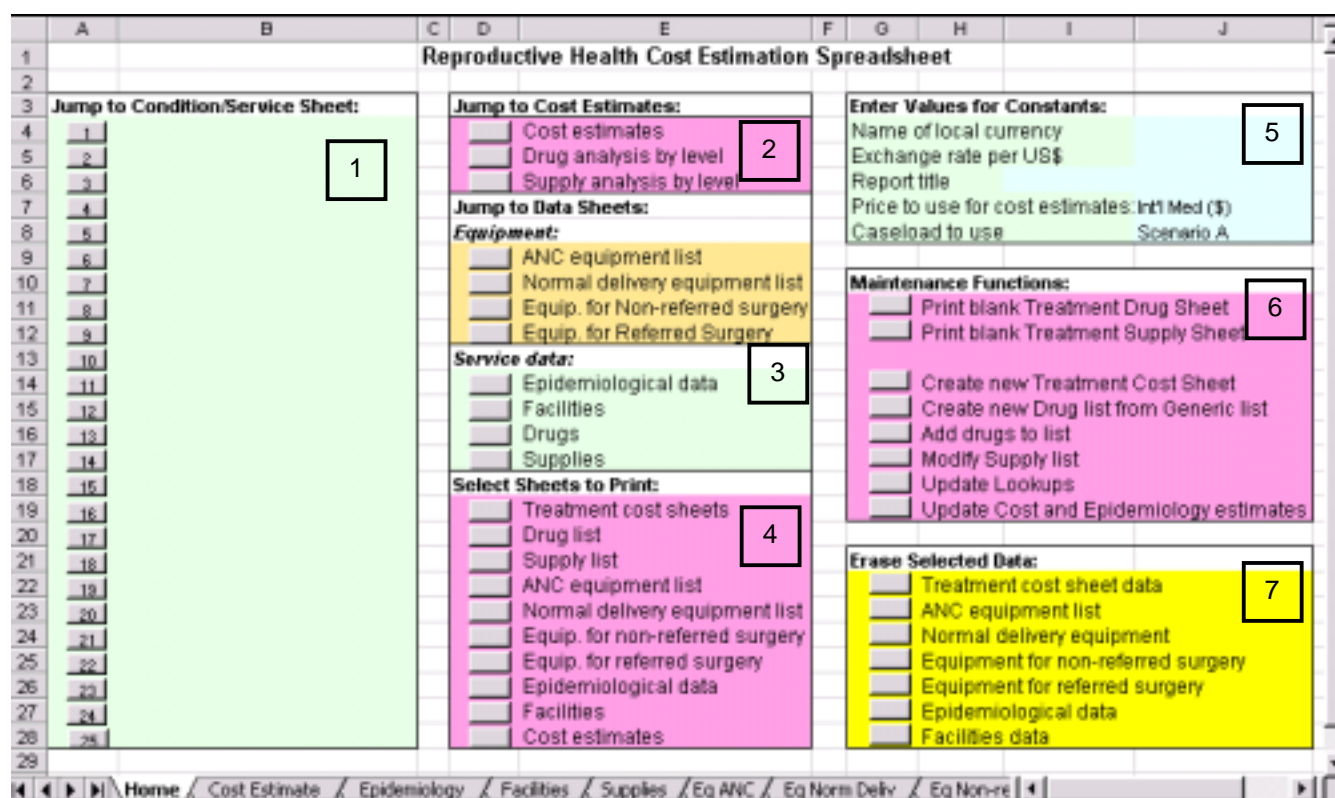 A B C D E F G H I J
1 Reproductive Health Cost Estimation Spreadsheet
2
3 Jump to Condition/Service Sheet: Jump to Cost Estimates: Enter Values for Constants:
4 1 Cost estimates Name of local currency
5 2 Drug analysis by level Exchange rate per US$
1 2 5
6 3 Supply analysis by level Report title
7 4 Jump to Data Sheets: Price to use for cost estimates: Int'l Med ($)
8 5 Equipment: Caseload to use Scenario A
9 6 ANC equipment list
10 7 Normal delivery equipment list Maintenance Functions:
11 8 Equip. for Non-referred surgery Print blank Treatment Drug Sheet 6
12 9 Equip. for Referred Surgery Print blank Treatment Supply Sheet
13 10 Service data:
14 11 Epidemiological data 3 Create new Treatment Cost Sheet
15 12 Facilities Create new Drug list from Generic list
16 13 Drugs Add drugs to list
17 14 Supplies Modify Supply list
18 15 Select Sheets to Print: Update Lookups
19 16 Treatment cost sheets Update Cost and Epidemiology estimates
20 17 Drug list 4
21 18 Supply list Erase Selected Data:
22 19 ANC equipment list Treatment cost sheet data 7
23 20 Normal delivery equipment list ANC equipment list
24 21 Equip. for non-referred surgery Normal delivery equipment
25 22 Equip. for referred surgery Equipment for non-referred surgery
26 23 Epidemiological data Equipment for referred surgery
27 24 Facilities Epidemiological data
28 25 Cost estimates Facilities data
29
Home Cost Estimate Epidemiology Facilities Supplies Eq ANC Eq Norm Deliv Eq Non-re